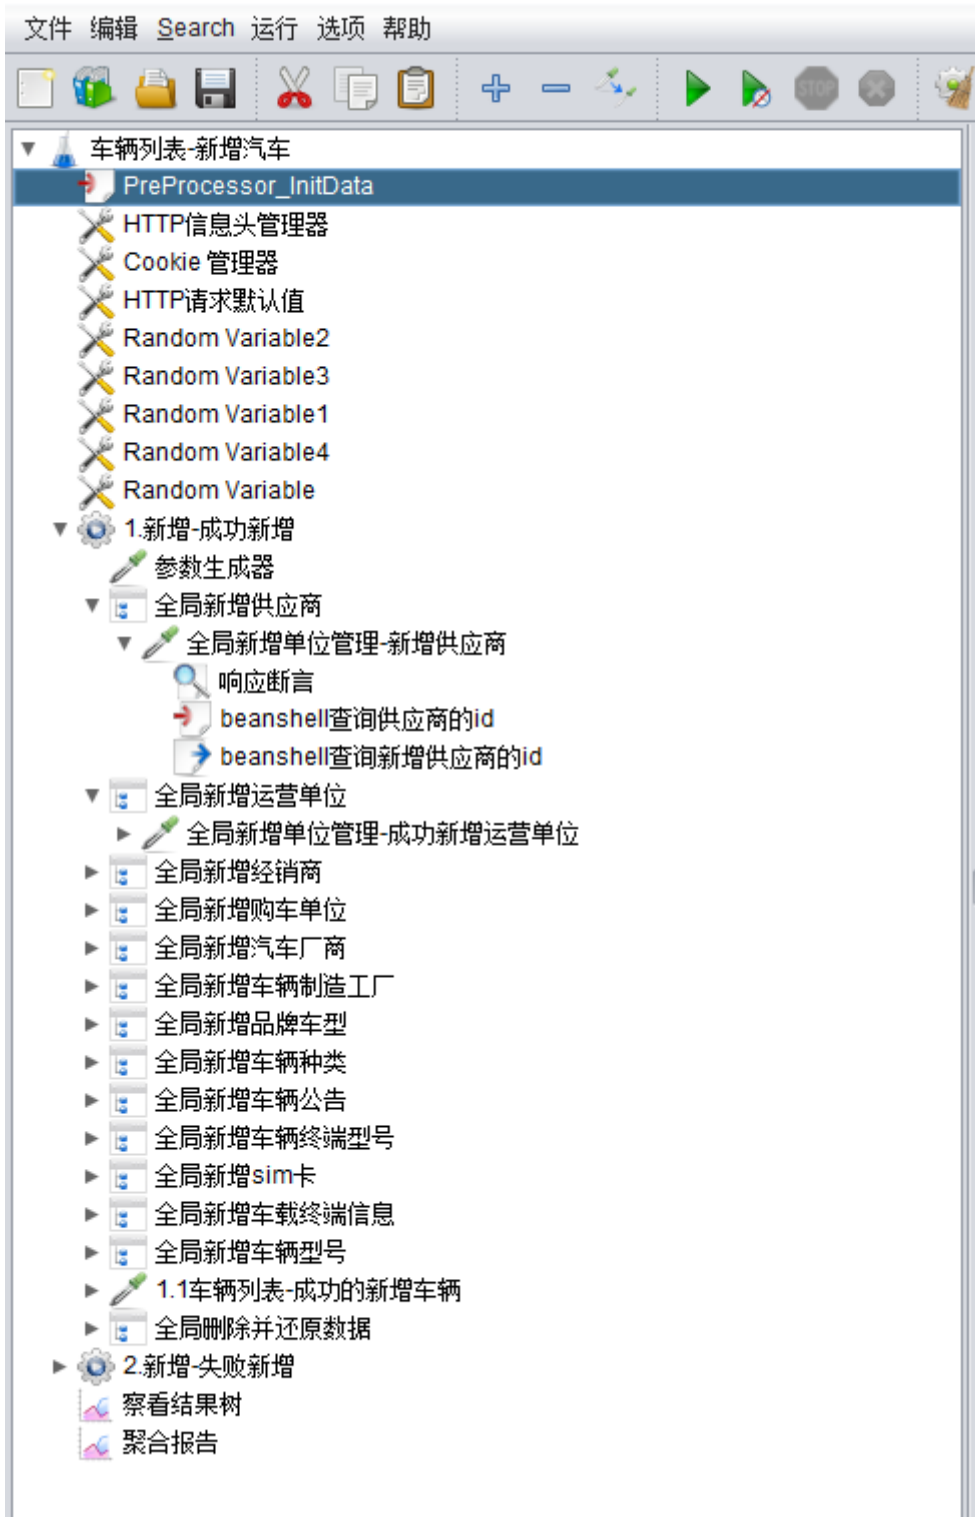 文件 编辑 Search 运行 选项 帮助
STOP
车辆列表-新增汽车
PreProcessor_InitData
HTTP信息头管理器
Cookie 管理器
HTTP请求默认值
Random Variable2
Random Variable3
Random Variable1
Random Variable4
Random Variable
1.新增-成功新增
参数生成器
全局新增供应商
全局新增单位管理-新增供应商
响应断言
beanshell查询供应商的id
beanshell查询新增供应商的id
全局新增运营单位
全局新增单位管理-成功新增运营单位
全局新增经销商
全局新增购车单位
全局新增汽车厂商
全局新增车辆制造工厂
全局新增品牌车型
全局新增车辆种类
全局新增车辆公告
全局新增车辆终端型号
全局新增sim卡
全局新增车载终端信息
全局新增车辆型号
1.1车辆列表-成功的新增车辆
全局删除并还原数据
2.新增-失败新增
察看结果树
聚合报告